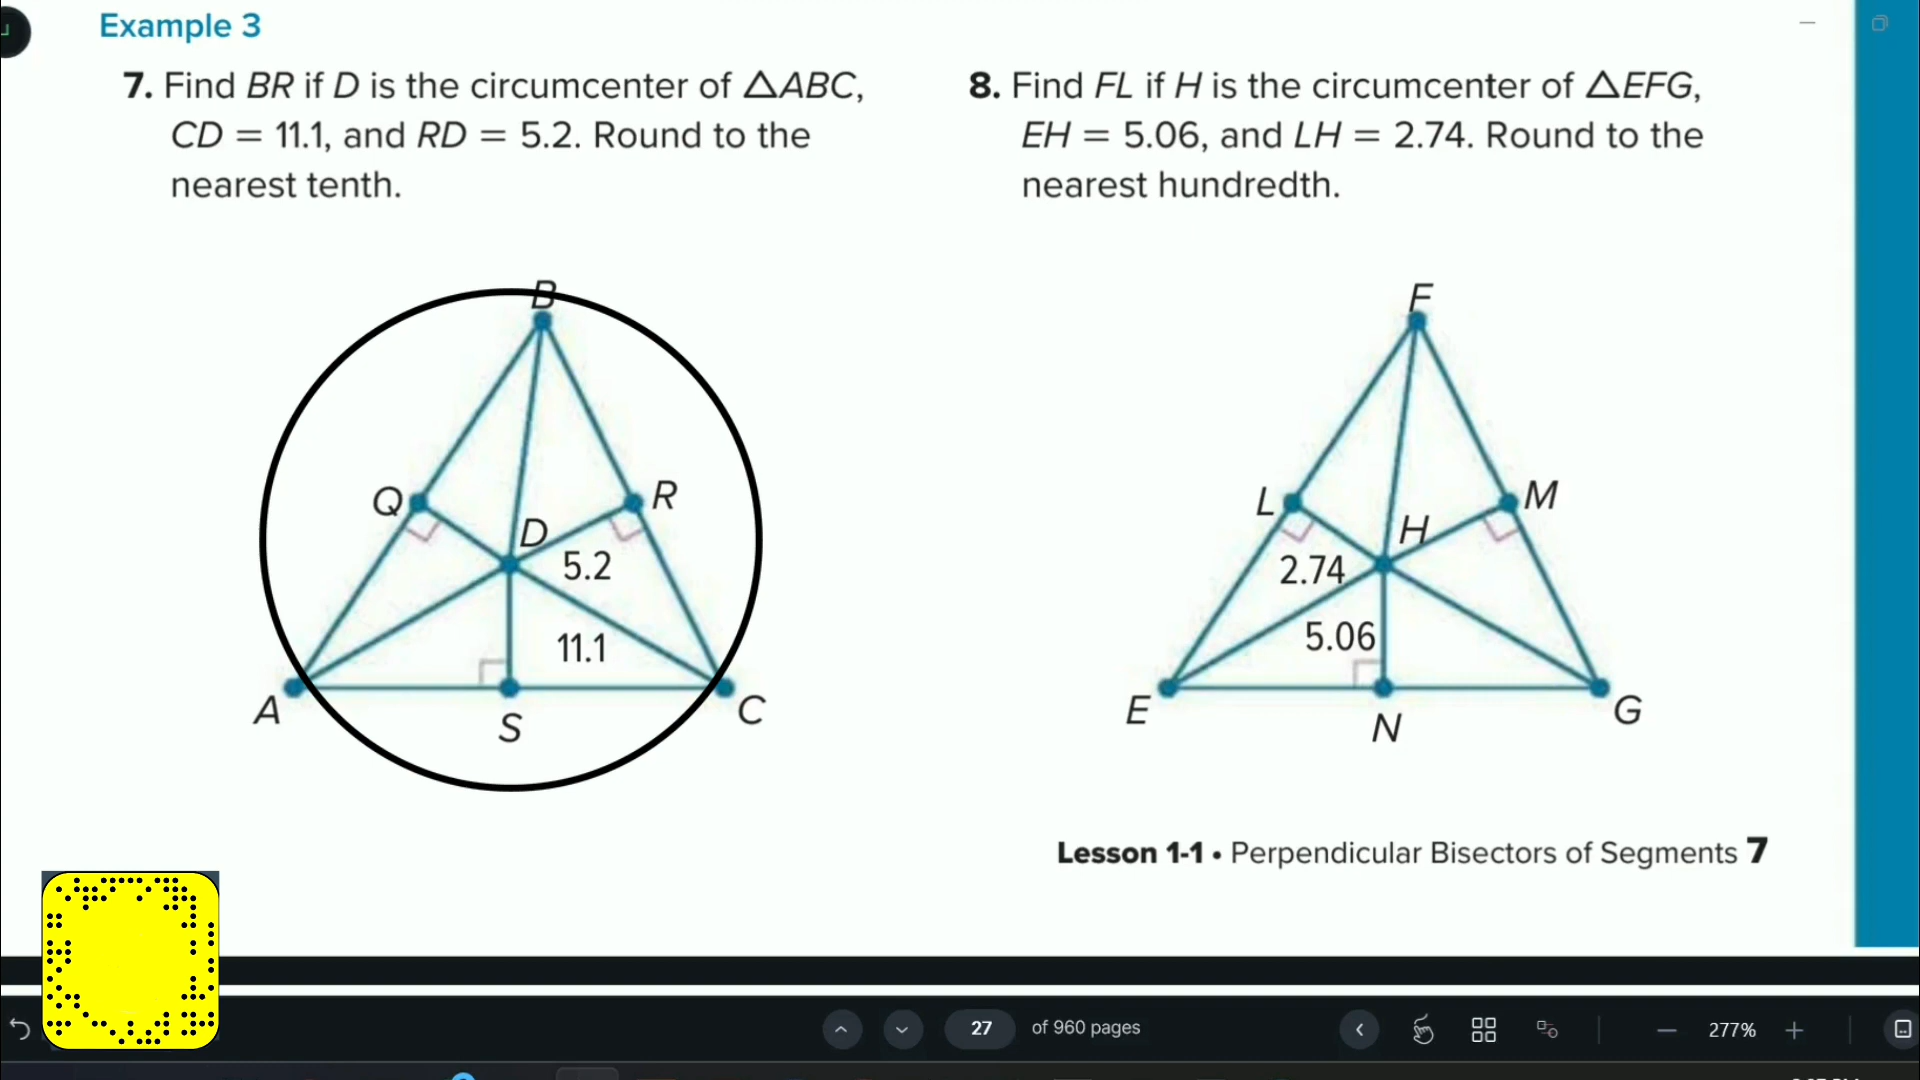 Example 3
7. Find BR if D is the circumcenter of △ABC,
CD = 11.1, and RD = 5.2. Round to the
nearest tenth.
8. Find FL if H is the circumcenter of △EFG,
EH = 5.06, and LH = 2.74. Round to the
nearest hundredth.
B
Q
R
D
5.2
11.1
A
S
C
F
L
M
H
2.74
5.06
E
N
G
Lesson 1-1 • Perpendicular Bisectors of Segments 7
27 of 960 pages
277%